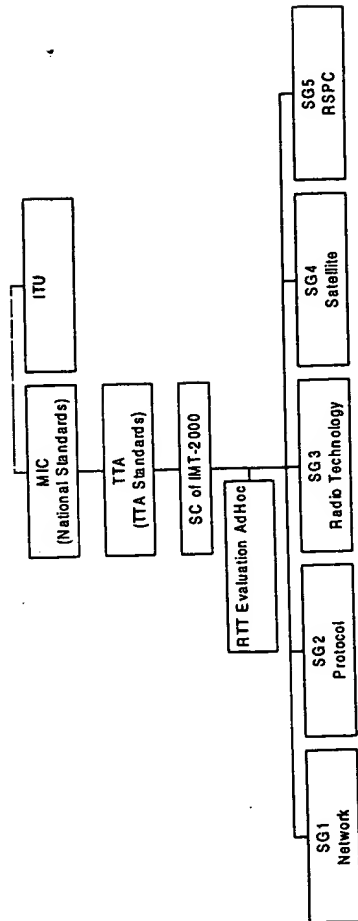 MIC
(National Standards)
ITU
TTA
(TTA Standards)
SC of IMT-2000
RTT Evaluation AdHoc
SG1
Network
SG2
Protocol
SG3
Radio Technology
SG4
Satellite
SG5
RSPC